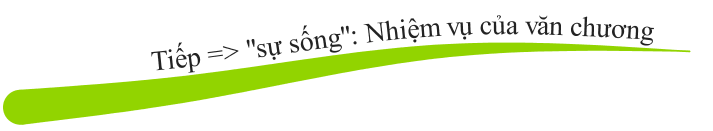 Tiếp => "sự sống": Nhiệm vụ của văn chương